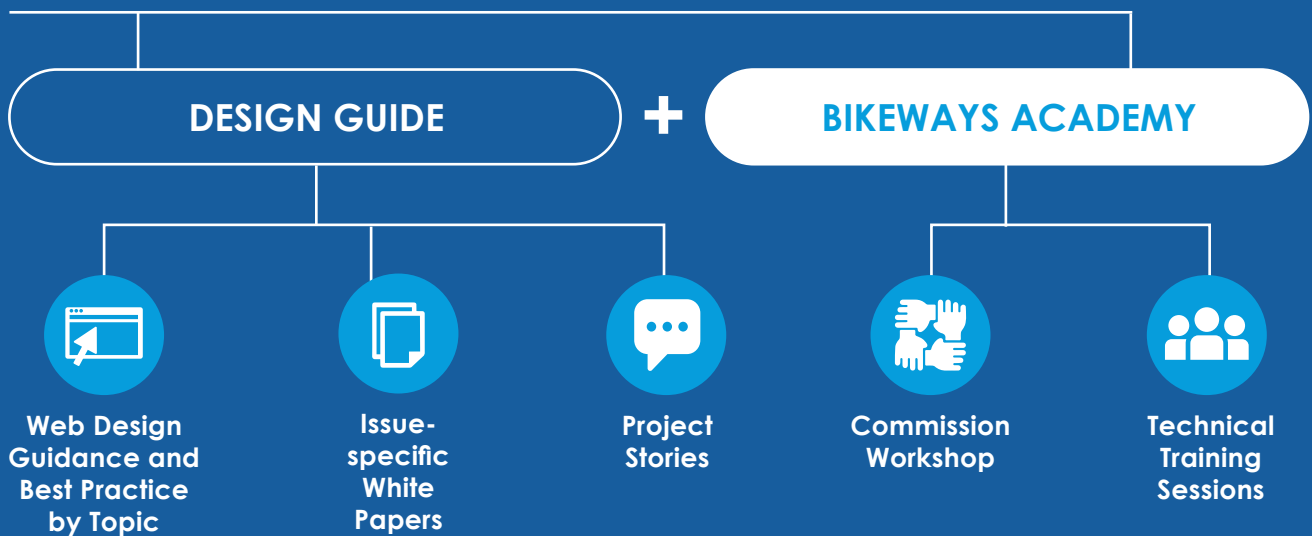 DESIGN GUIDE
+
BIKEWAYS ACADEMY
Web Design
Guidance and
Best Practice
by Topic
Issue-
specific
White
Papers
Project
Stories
Commission
Workshop
Technical
Training
Sessions